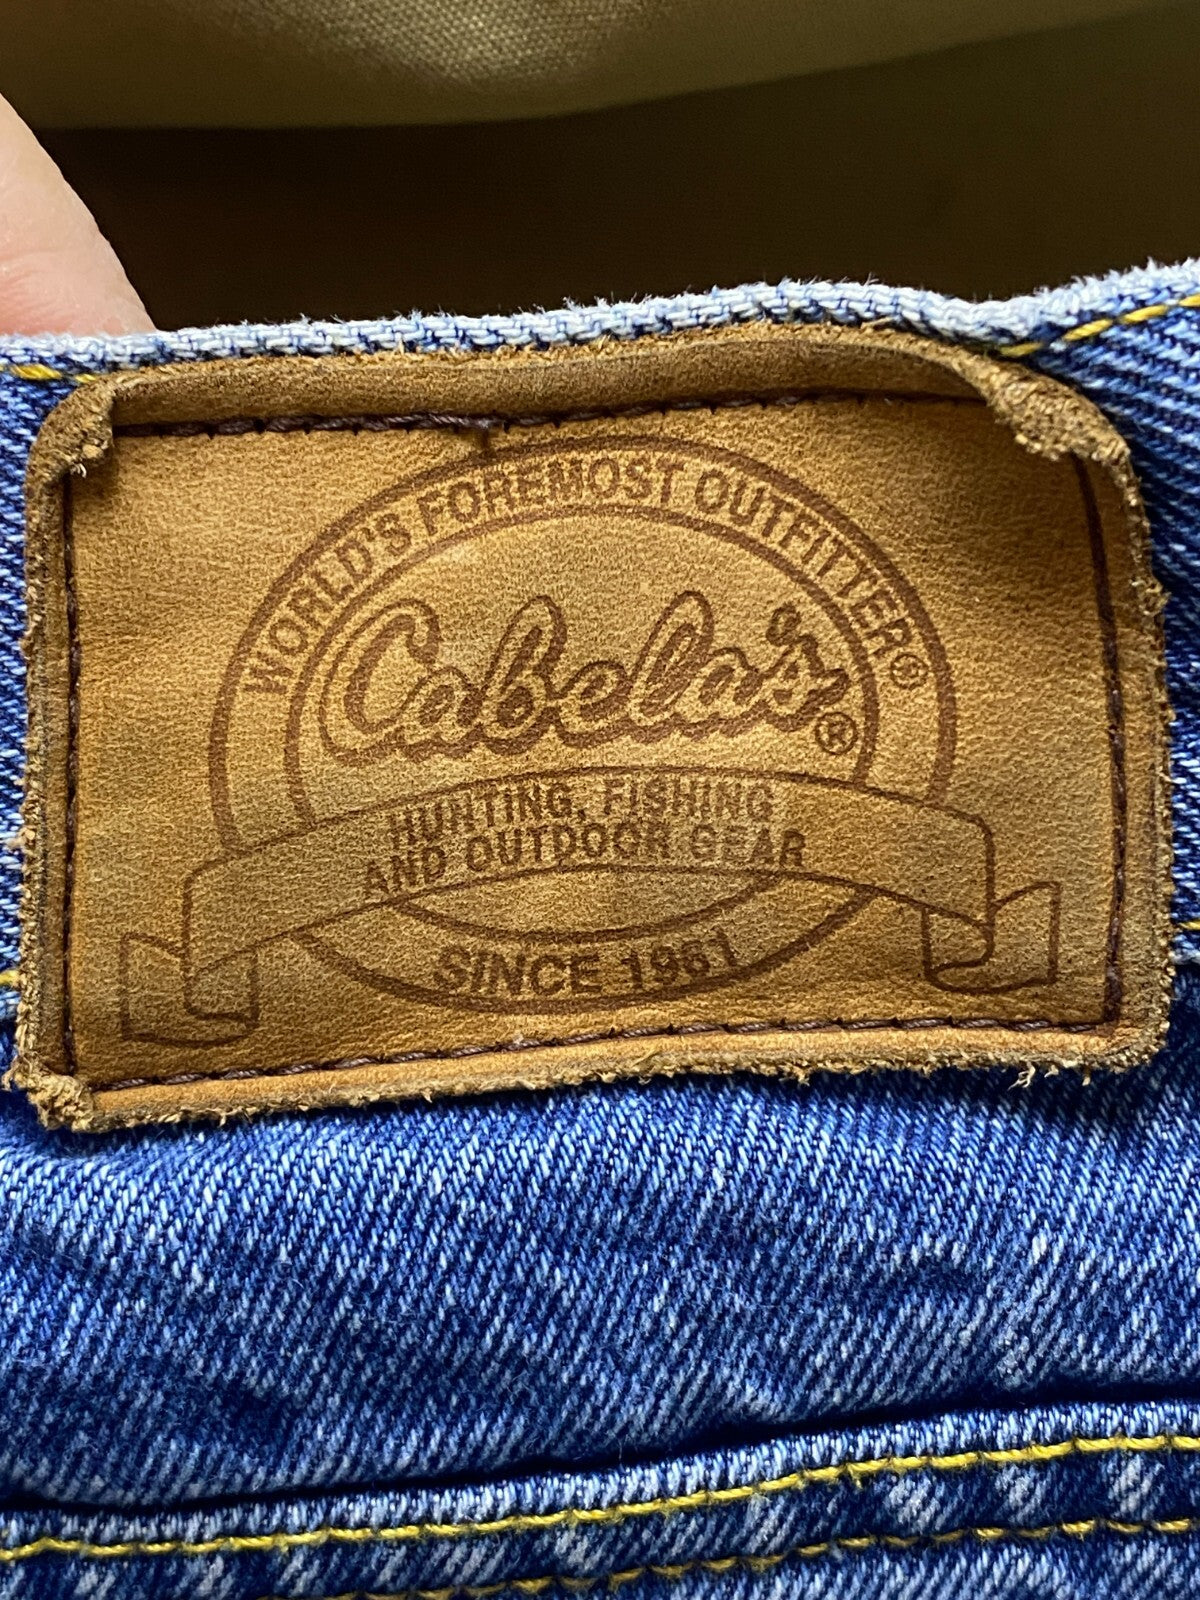 WORLD'S FOREMOST OUTFITTER®
Cabela's®
HUNTING, FISHING
AND OUTDOOR GEAR
SINCE 1961